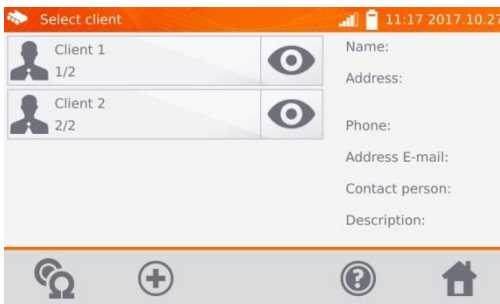 Select client
11:17 2017.10.27
Client 1
1/2
Client 2
2/2
Name:
Address:
Phone:
Address E-mail:
Contact person:
Description: